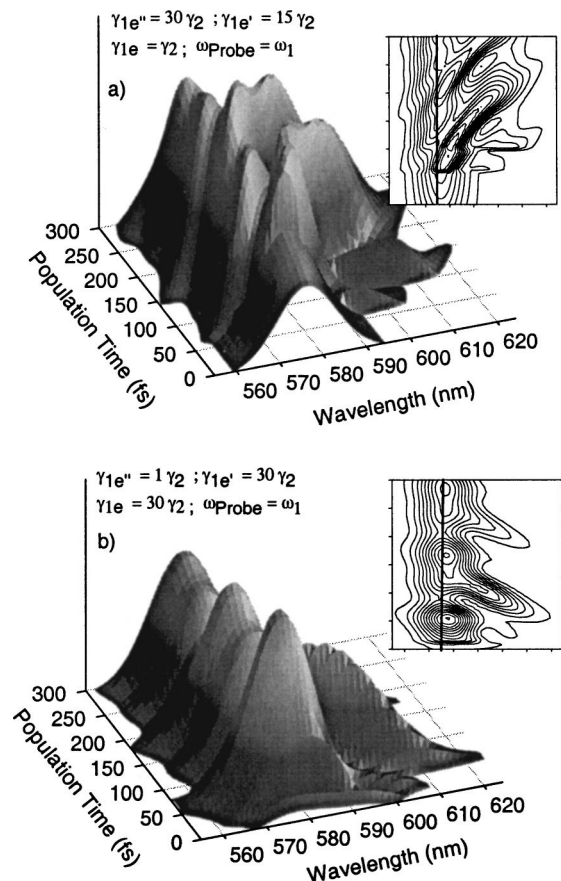 γ1e" = 30 γ2 ; γ1e' = 15 γ2
γ1e = γ2 ; ωProbe = ω1
a)
300
250
200
150
100
50
0
Population Time (fs)
560
570
580
590
600
610
620
Wavelength (nm)
γ1e" = 1 γ2 ; γ1e' = 30 γ2
γ1e = 30 γ2 ; ωProbe = ω1
b)
300
250
200
150
100
50
0
Population Time (fs)
560
570
580
590
600
610
620
Wavelength (nm)